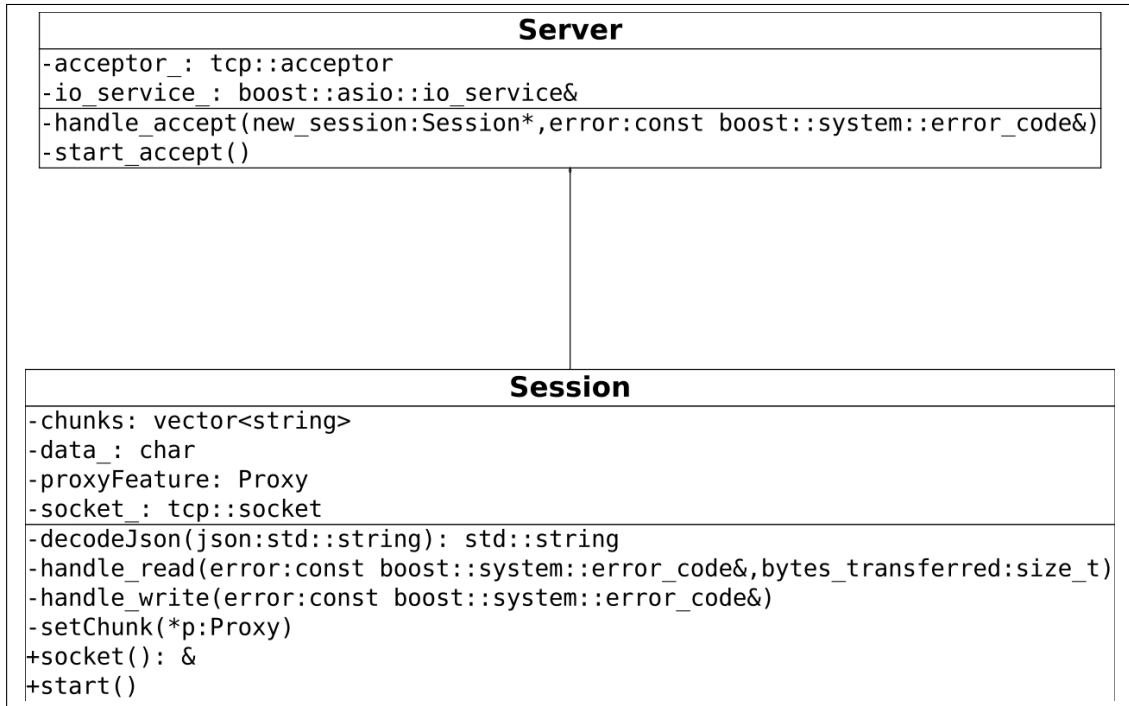 Server
-acceptor_: tcp::acceptor
-io_service_: boost::asio::io_service&
-handle_accept(new_session:Session*,error:const boost::system::error_code&)
-start_accept()
Session
-chunks: vector<string>
-data_: char
-proxyFeature: Proxy
-socket_: tcp::socket
-decodeJson(json:std::string): std::string
-handle_read(error:const boost::system::error_code&,bytes_transferred:size_t)
-handle_write(error:const boost::system::error_code&)
-setChunk(*p:Proxy)
+socket(): &
+start()